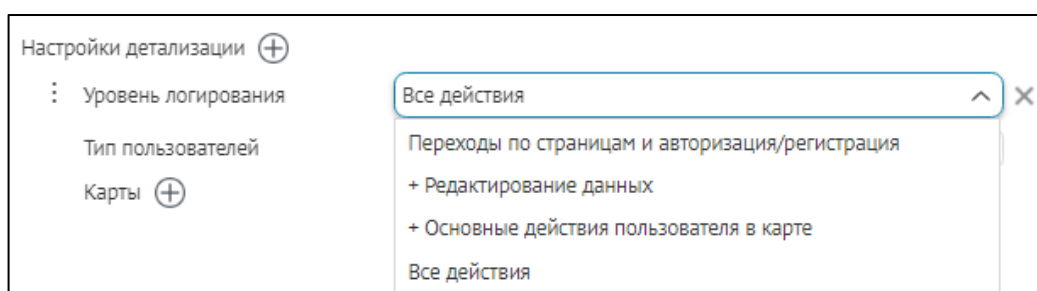 Настройки детализации
Уровень логирования
Все действия
Тип пользователей
Переходы по страницам и авторизация/регистрация
Карты
+ Редактирование данных
+ Основные действия пользователя в карте
Все действия